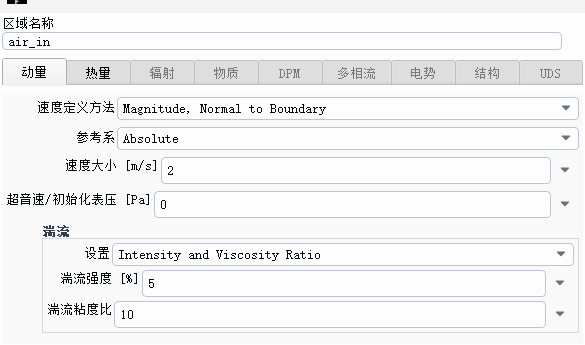 区域名称
air_in
动量 热量 辐射 物质 DPM 多相流 电势 结构 UDS
速度定义方法 Magnitude, Normal to Boundary
参考系 Absolute
速度大小 [m/s] 2
超音速/初始化表压 [Pa] 0
湍流
设置 Intensity and Viscosity Ratio
湍流强度 [%] 5
湍流粘度比 10